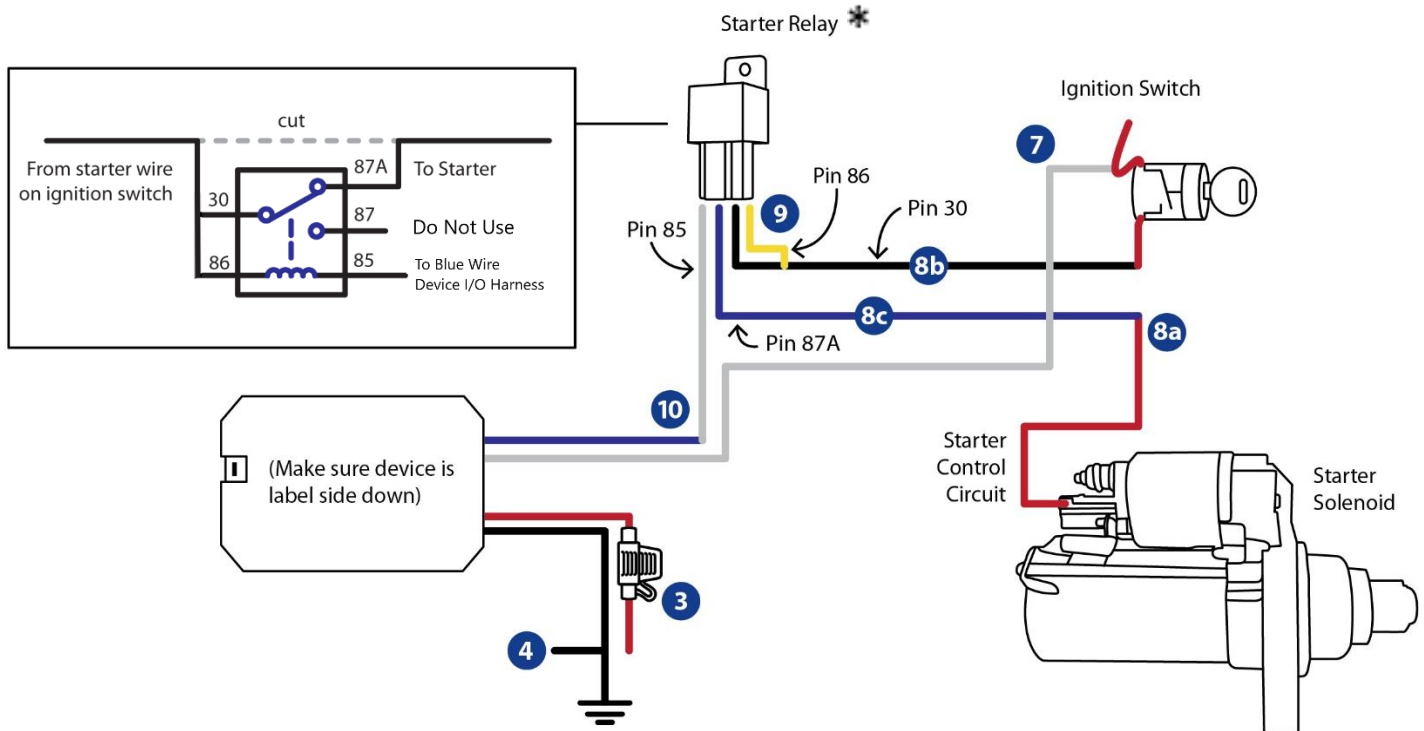 Starter Relay *
cut
From starter wire
on ignition switch
87A
To Starter
30
87
Do Not Use
86
85
To Blue Wire
Device I/O Harness
Ignition Switch
7
Pin 86
9
Pin 30
Pin 85
8b
8c
8a
Pin 87A
10
(Make sure device is
label side down)
Starter
Control
Circuit
Starter
Solenoid
3
4